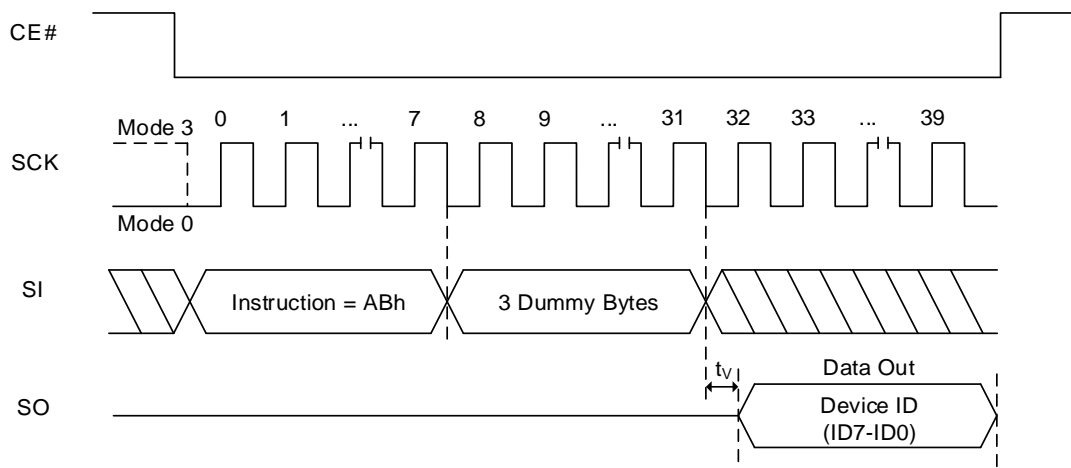 CE#
Mode 3
0 1 ... 7 8 9 ... 31 32 33 ... 39
SCK
Mode 0
SI
Instruction = ABh
3 Dummy Bytes
tV
Data Out
SO
Device ID
(ID7-ID0)